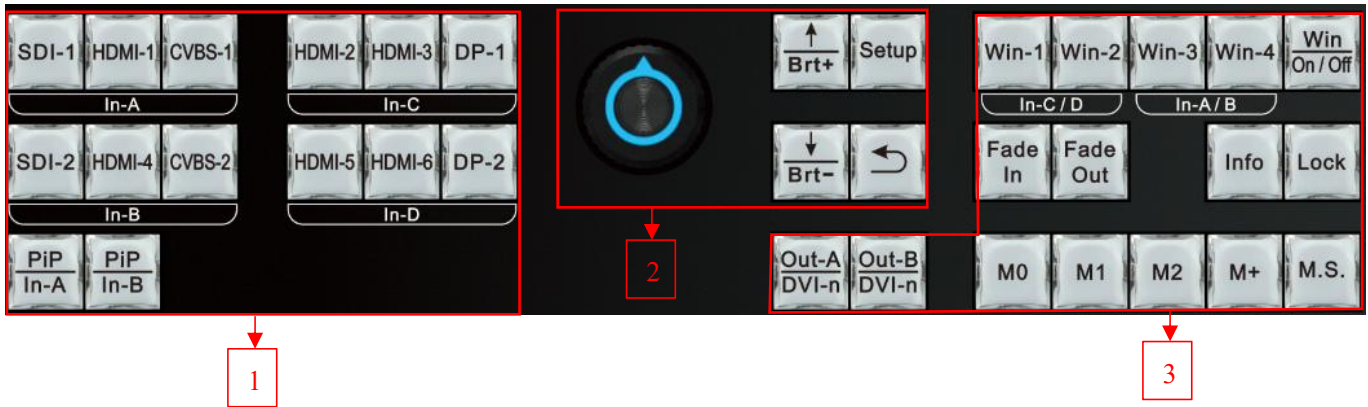 SDI-1 HDMI-1 CVBS-1 HDMI-2 HDMI-3 DP-1
In-A In-C
SDI-2 HDMI-4 CVBS-2 HDMI-5 HDMI-6 DP-2
In-B In-D
PiP PiP
In-A In-B
1
↑ Setup
Brt+
↓
Brt−
2
Win-1 Win-2 Win-3 Win-4 Win
On / Off
In-C / D In-A / B
Fade Fade Info Lock
In Out
Out-A Out-B M0 M1 M2 M+ M.S.
DVI-n DVI-n
3